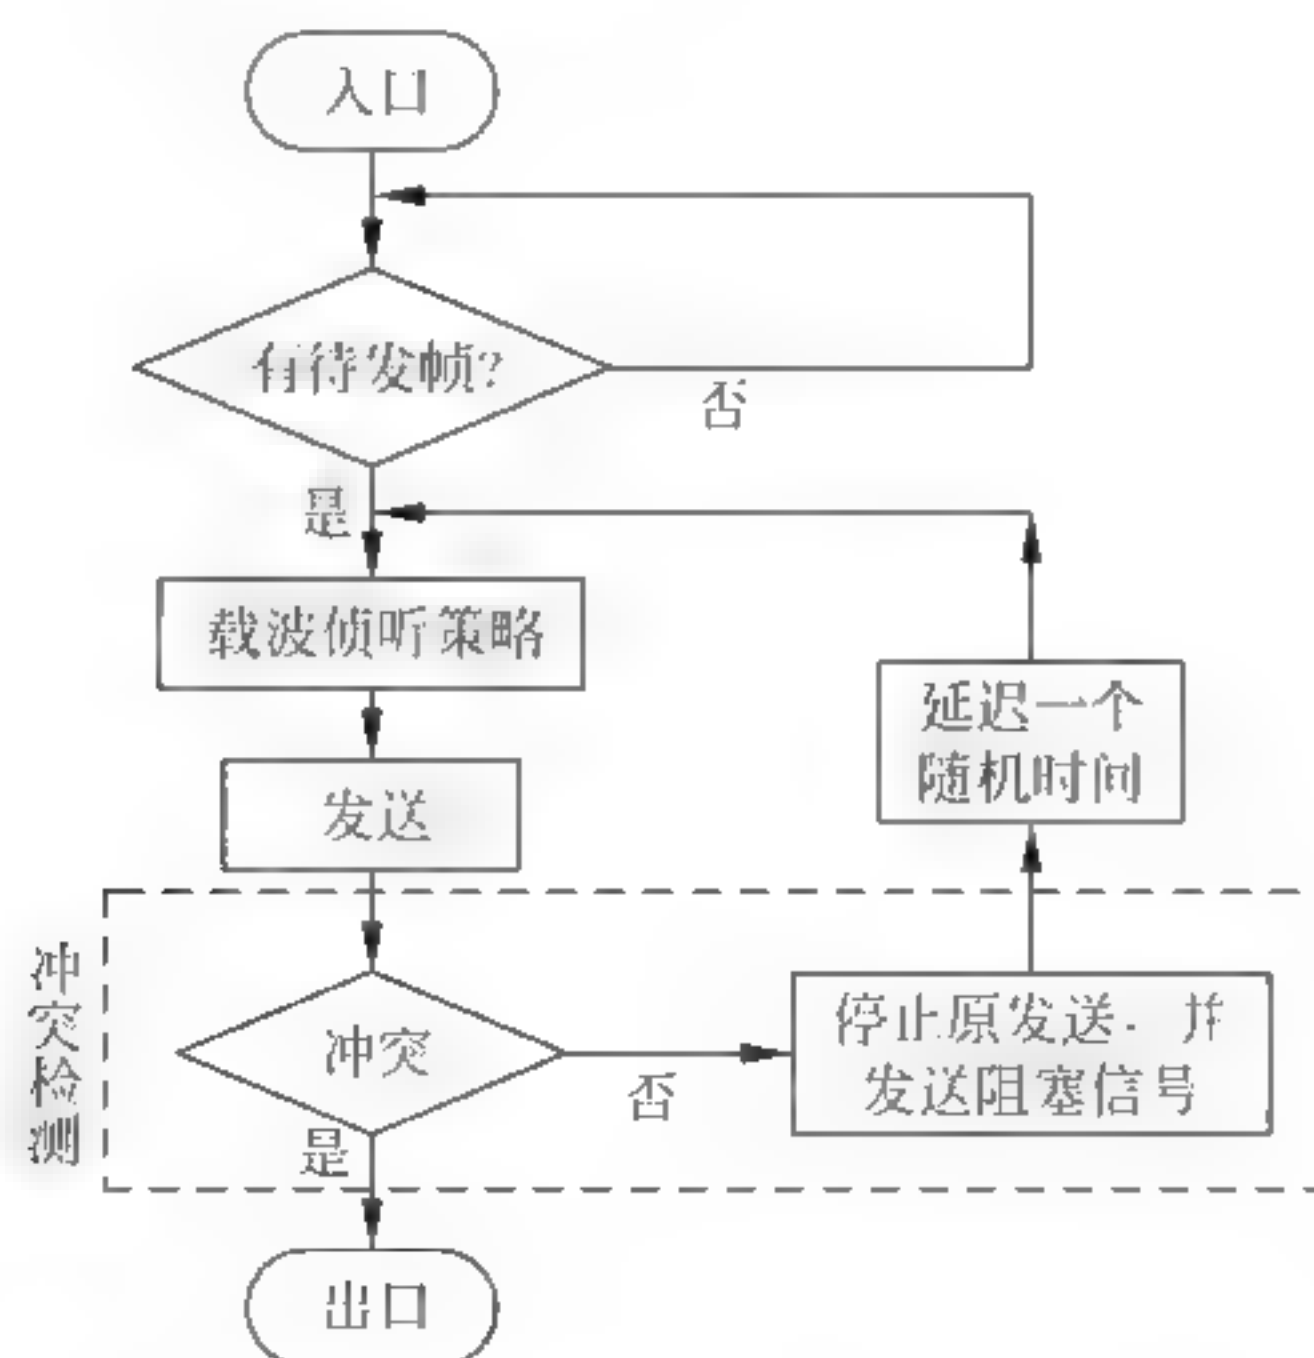 入口
有待发帧?
否
是
载波侦听策略
发送
延迟一个
随机时间
冲突检测
冲突
否
是
停止原发送,并
发送阻塞信号
出口